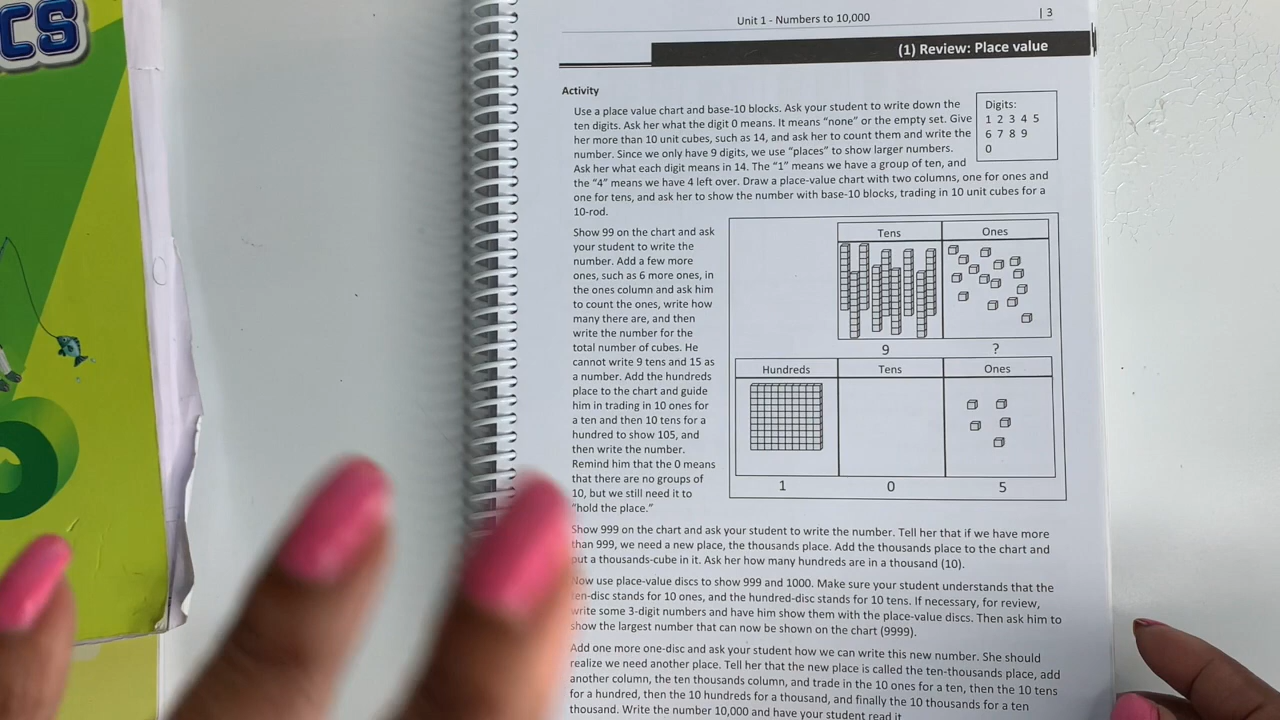 CS
Unit 1 - Numbers to 10,000
| 3
(1) Review: Place value
Activity
Use a place value chart and base-10 blocks. Ask your student to write down the
ten digits. Ask her what the digit 0 means. It means “none” or the empty set. Give
her more than 10 unit cubes, such as 14, and ask her to count them and write the
number. Since we only have 9 digits, we use “places” to show larger numbers.
Ask her what each digit means in 14. The “1” means we have a group of ten, and
the “4” means we have 4 left over. Draw a place-value chart with two columns, one for ones and
one for tens, and ask her to show the number with base-10 blocks, trading in 10 unit cubes for a
10-rod.
Digits:
1 2 3 4 5
6 7 8 9
0
Show 99 on the chart and ask
your student to write the
number. Add a few more
ones, such as 6 more ones, in
the ones column and ask him
to count the ones, write how
many there are, and then
write the number for the
total number of cubes. He
cannot write 9 tens and 15 as
a number. Add the hundreds
place to the chart and guide
him in trading in 10 ones for
a ten and then 10 tens for a
hundred to show 105, and
then write the number.
Remind him that the 0 means
that there are no groups of
10, but we still need it to
“hold the place.”
Tens Ones
9 ?
Hundreds Tens Ones
1 0 5
Show 999 on the chart and ask your student to write the number. Tell her that if we have more
than 999, we need a new place, the thousands place. Add the thousands place to the chart and
put a thousands-cube in it. Ask her how many hundreds are in a thousand (10).
Now use place-value discs to show 999 and 1000. Make sure your student understands that the
ten-disc stands for 10 ones, and the hundred-disc stands for 10 tens. If necessary, for review,
write some 3-digit numbers and have him show them with the place-value discs. Then ask him to
show the largest number that can now be shown on the chart (9999).
Add one more one-disc and ask your student how we can write this new number. She should
realize we need another place. Tell her that the new place is called the ten-thousands place, add
another column, the ten thousands column, and trade in the 10 ones for a ten, then the 10 tens
for a hundred, then the 10 hundreds for a thousand, and finally the 10 thousands for a ten
thousand. Write the number 10,000 and have your student read it